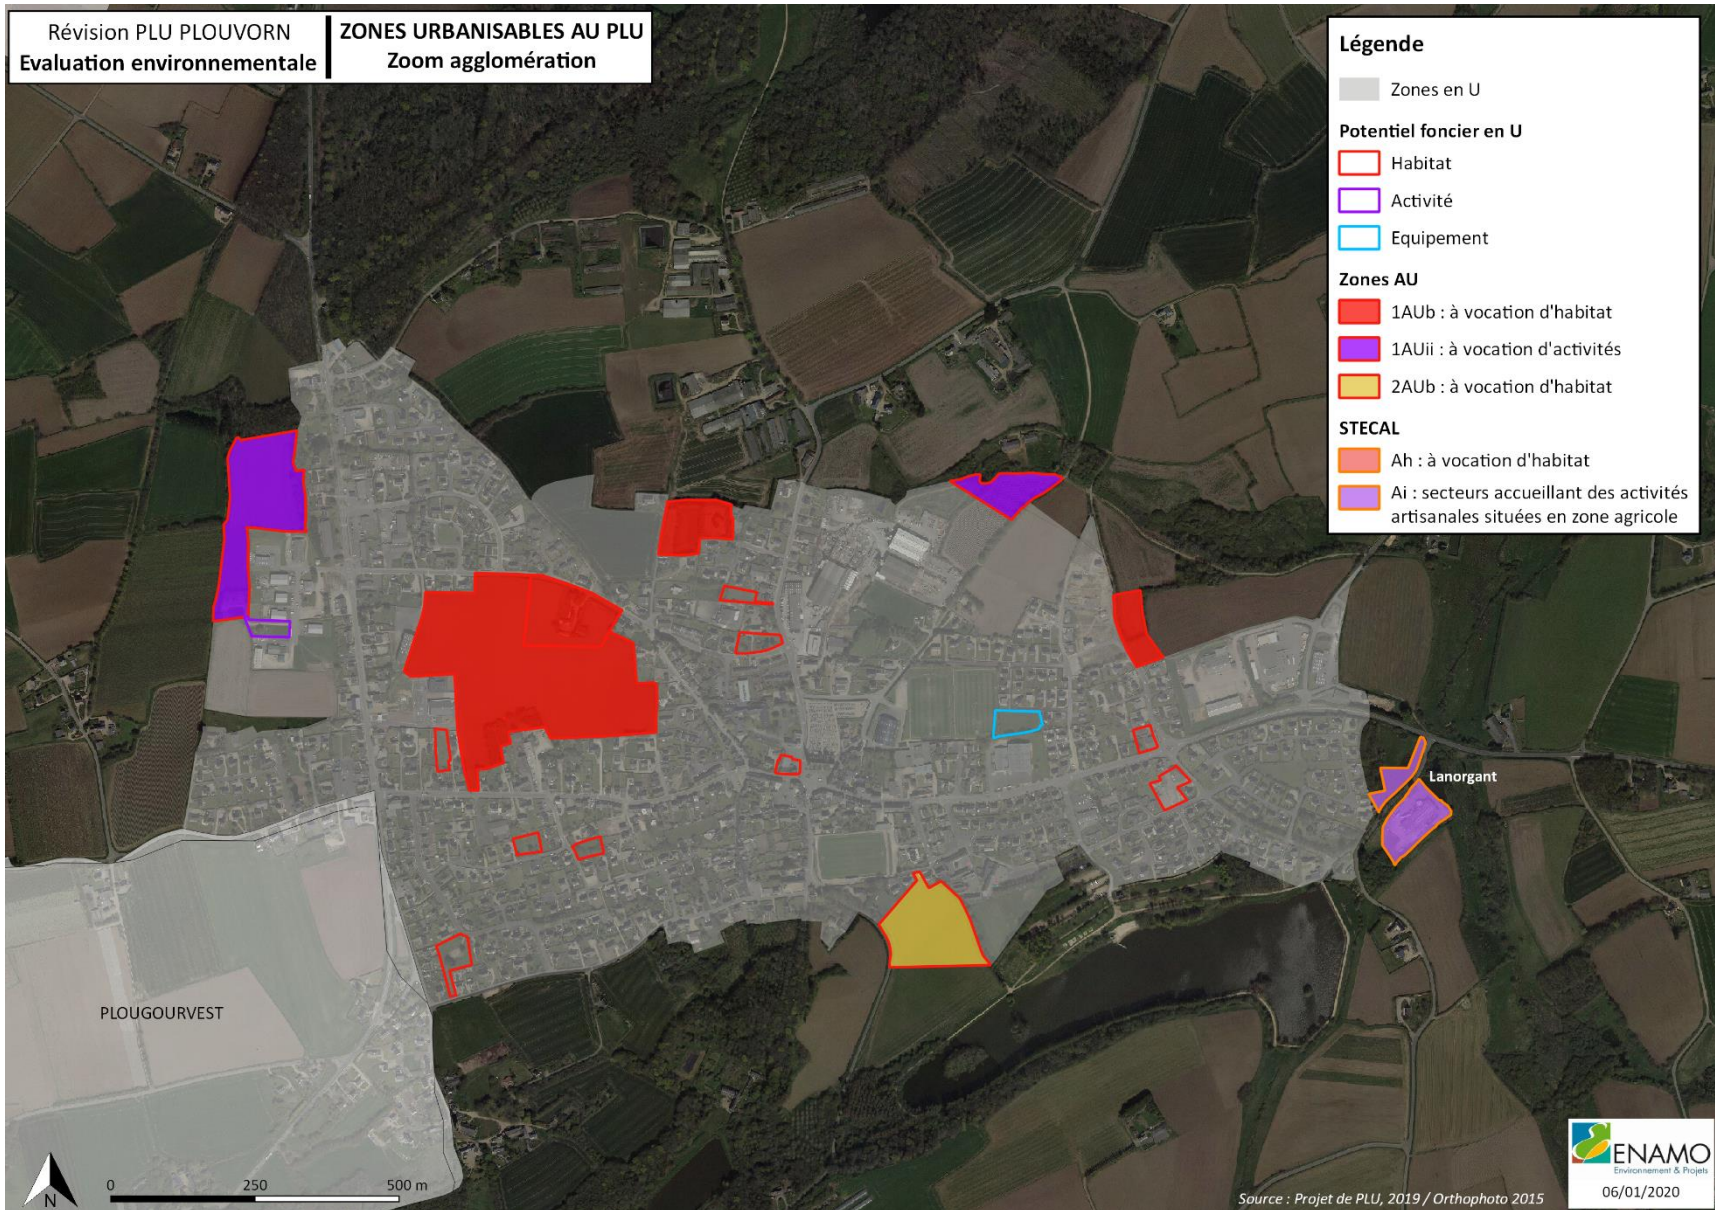 Révision PLU PLOUVORN
Evaluation environnementale
ZONES URBANISABLES AU PLU
Zoom agglomération
Légende
Zones en U
Potentiel foncier en U
Habitat
Activité
Equipement
Zones AU
1AUb : à vocation d'habitat
1AUii : à vocation d'activités
2AUb : à vocation d'habitat
STECAL
Ah : à vocation d'habitat
Ai : secteurs accueillant des activités
artisanales situées en zone agricole
Lanorgant
PLOUGOURVEST
N
0 250 500 m
Source : Projet de PLU, 2019 / Orthophoto 2015
ENAMO
Environnement & Projets
06/01/2020